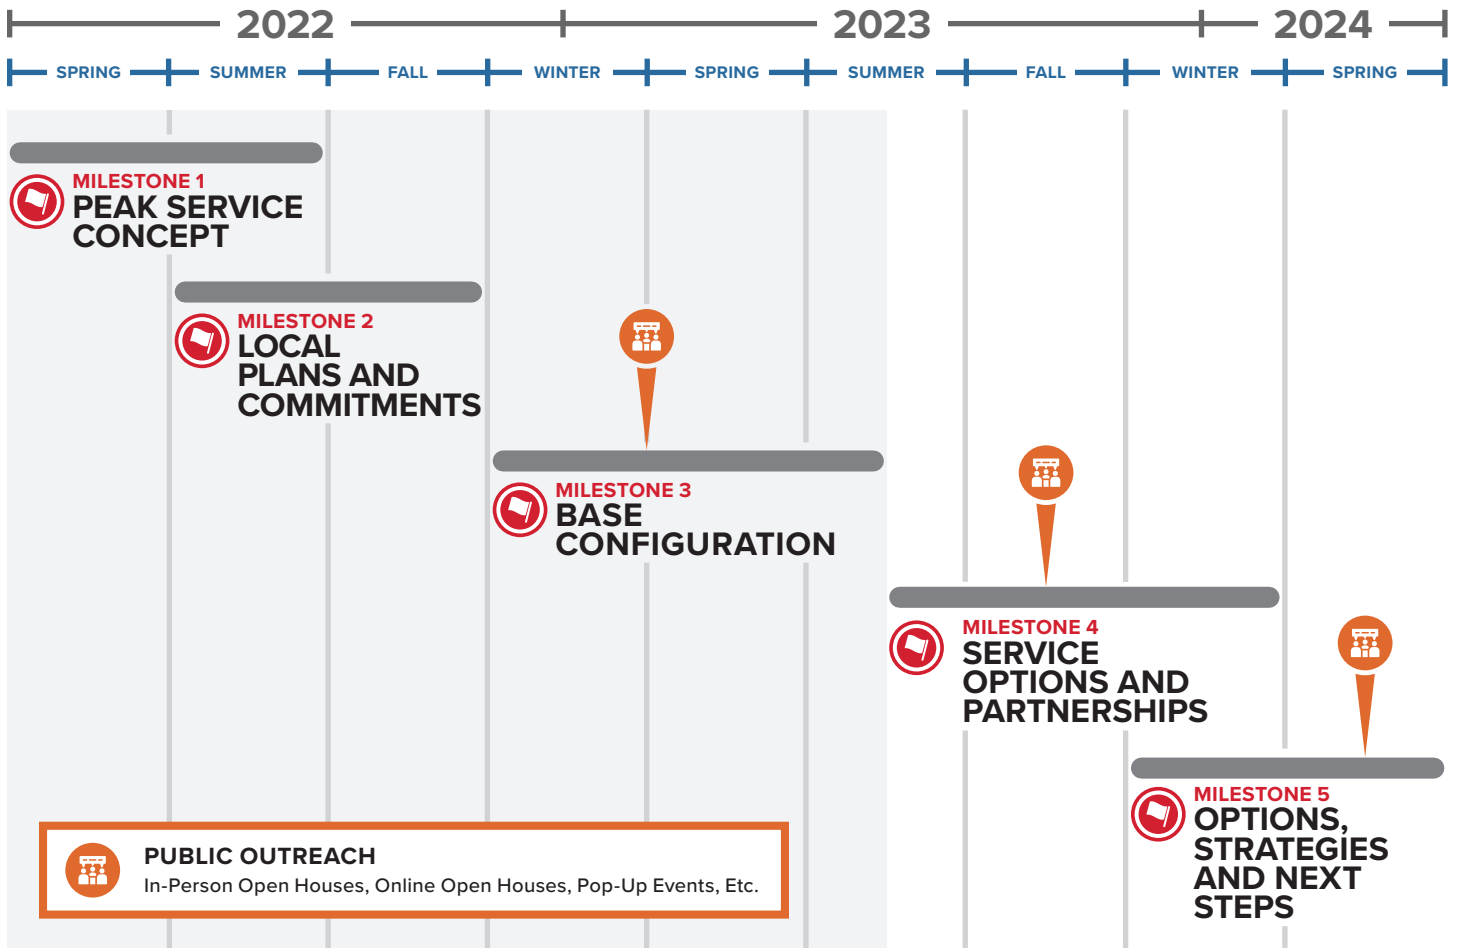 2022 2023 2024
SPRING SUMMER FALL WINTER SPRING SUMMER FALL WINTER SPRING
MILESTONE 1
PEAK SERVICE
CONCEPT
MILESTONE 2
LOCAL
PLANS AND
COMMITMENTS
MILESTONE 3
BASE
CONFIGURATION
MILESTONE 4
SERVICE
OPTIONS AND
PARTNERSHIPS
MILESTONE 5
OPTIONS,
STRATEGIES
AND NEXT
STEPS
PUBLIC OUTREACH
In-Person Open Houses, Online Open Houses, Pop-Up Events, Etc.